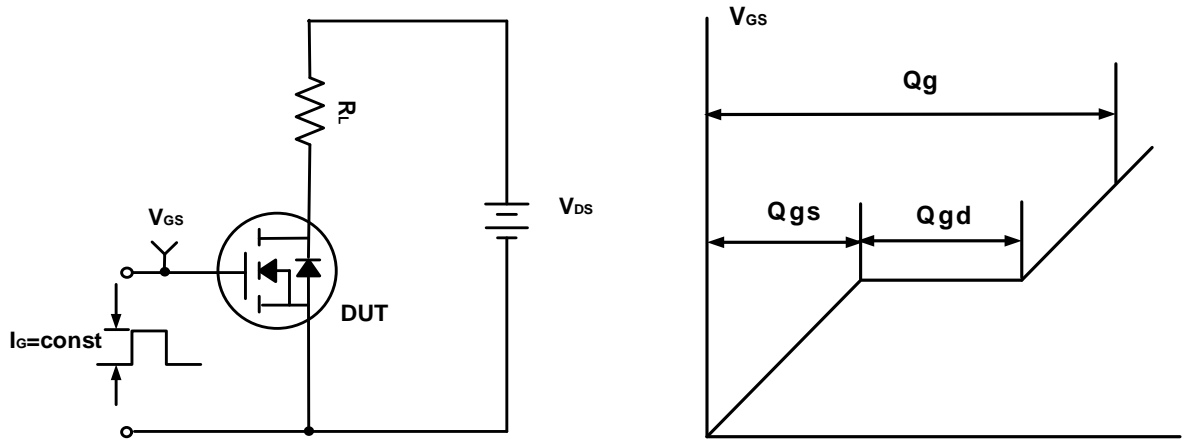 RL
VDS
VGS
DUT
IG=const
VGS
Qg
Qgs
Qgd